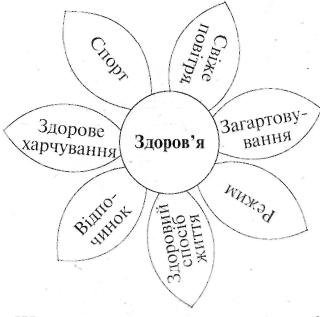 Спорт
Свіже
повітря
Здорове
харчування
Здоров'я
Загартову-
вання
Відпо-
чинок
Здоровий
спосіб
життя
Режим